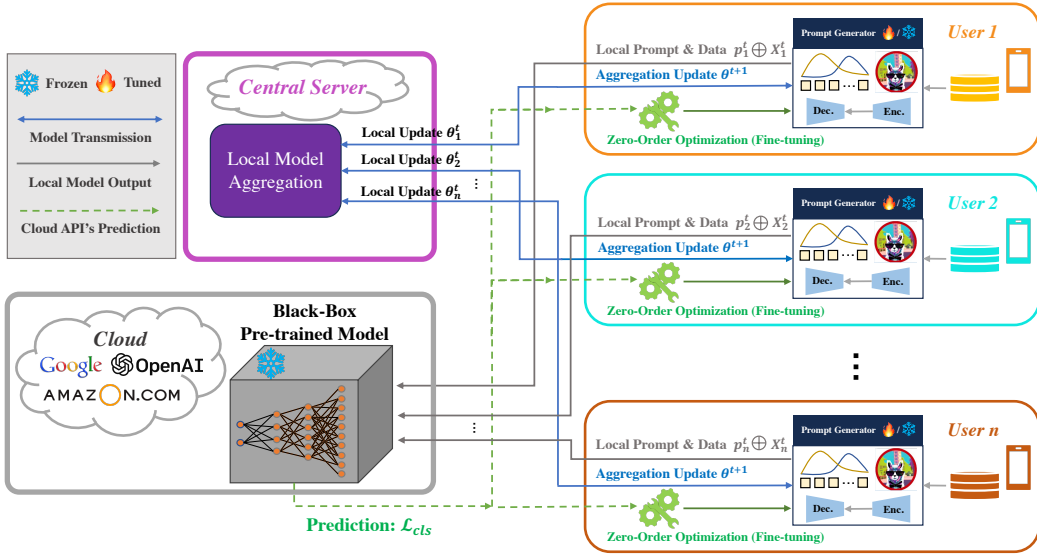 Frozen
Tuned
Model Transmission
Local Model Output
Cloud API's Prediction
Central Server
Local Model
Aggregation
Local Update θ₁ᵗ
Local Update θ₂ᵗ
⋮
Local Update θₙᵗ
Cloud
Google
OpenAI
AMAZON.COM
Black-Box
Pre-trained Model
⋮
Prediction: ℒ_cls
User 1
Prompt Generator /
Local Prompt & Data p₁ᵗ ⊕ X₁ᵗ
Aggregation Update θᵗ⁺¹
...
Dec.
Enc.
Zero-Order Optimization (Fine-tuning)
User 2
Prompt Generator /
Local Prompt & Data p₂ᵗ ⊕ X₂ᵗ
Aggregation Update θᵗ⁺¹
...
Dec.
Enc.
Zero-Order Optimization (Fine-tuning)
⋮
User n
Prompt Generator /
Local Prompt & Data pₙᵗ ⊕ Xₙᵗ
Aggregation Update θᵗ⁺¹
...
Dec.
Enc.
Zero-Order Optimization (Fine-tuning)